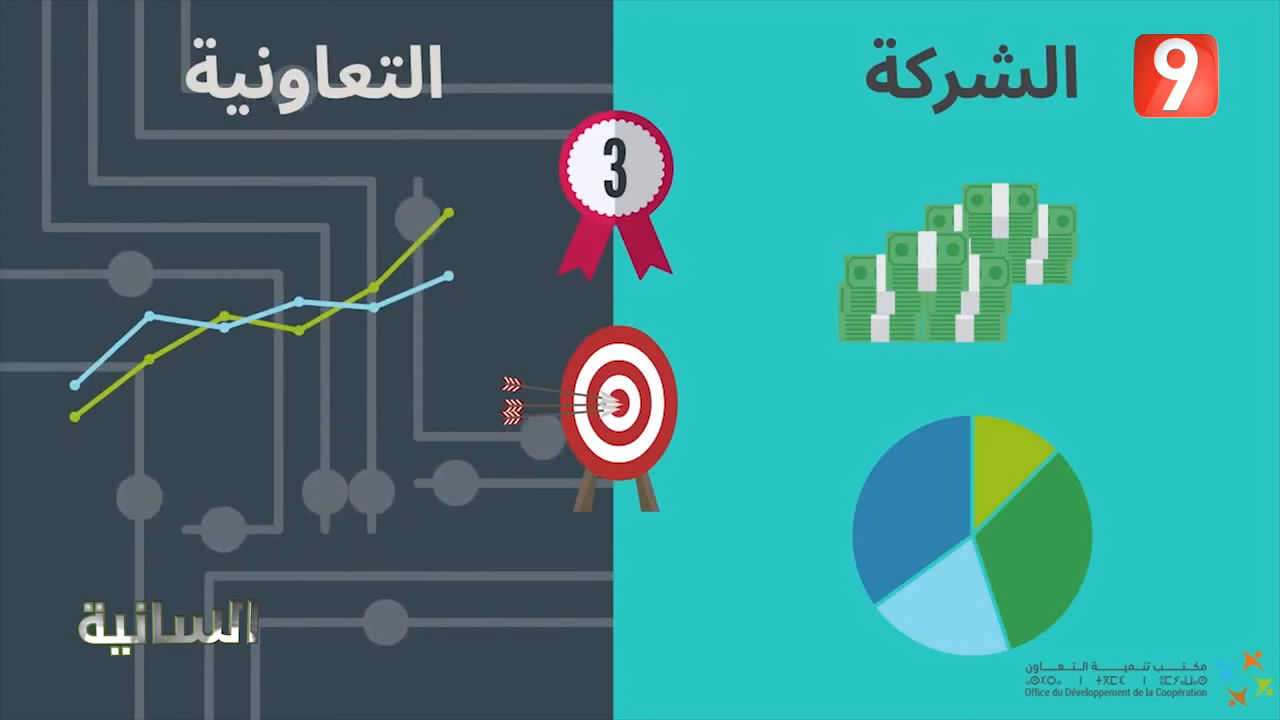 الشركة
التعاونية
9
3
السانية
مكتب تنمية التعاون
Office du Développement de la Coopération